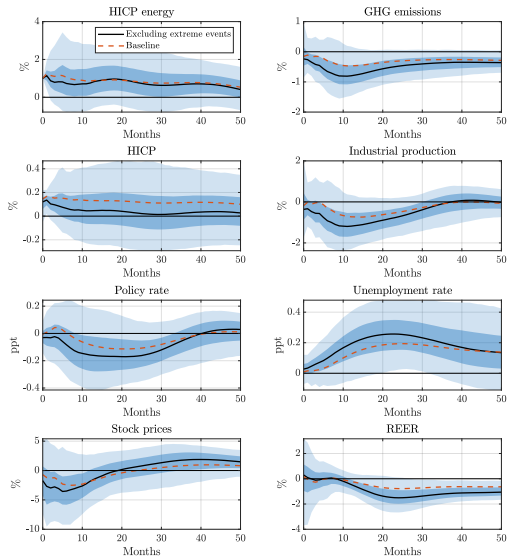 HICP energy
4
2
0
%
Excluding extreme events
Baseline
0 10 20 30 40 50
Months
GHG emissions
1
0
-1
-2
%
0 10 20 30 40 50
Months
HICP
0.4
0.2
0
-0.2
%
0 10 20 30 40 50
Months
Industrial production
2
0
-2
%
0 10 20 30 40 50
Months
Policy rate
0.2
0
-0.2
-0.4
ppt
0 10 20 30 40 50
Months
Unemployment rate
0.4
0.2
0
ppt
0 10 20 30 40 50
Months
Stock prices
5
0
-5
-10
%
0 10 20 30 40 50
Months
REER
2
0
-2
-4
%
0 10 20 30 40 50
Months